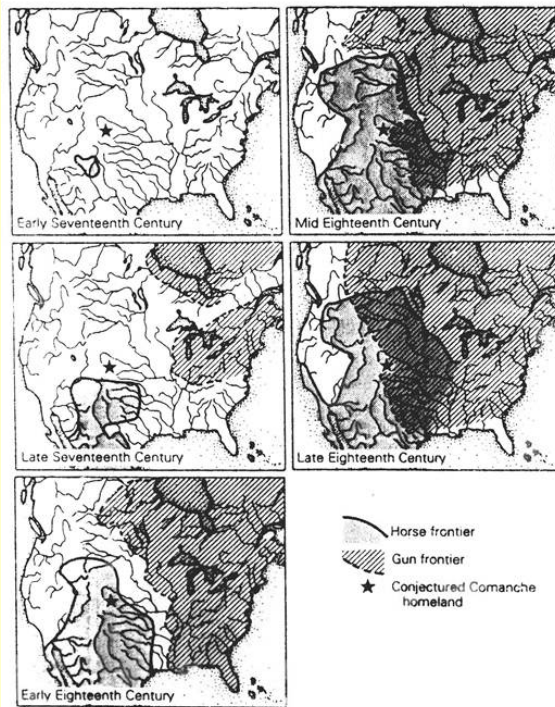 Early Seventeenth Century
Mid Eighteenth Century
Late Seventeenth Century
Late Eighteenth Century
Early Eighteenth Century
Horse frontier
Gun frontier
Conjectured Comanche
homeland